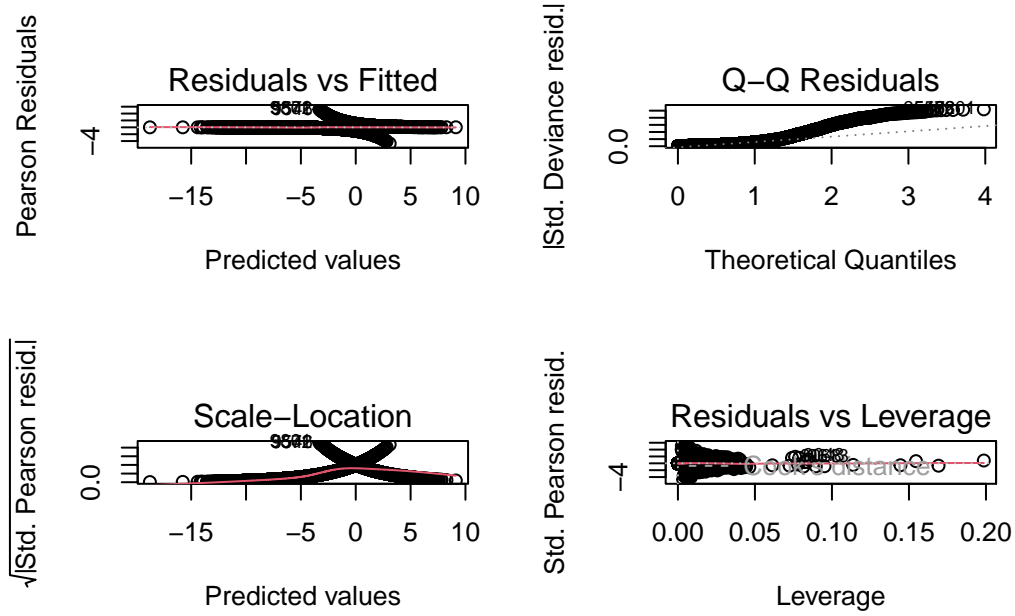 Residuals vs Fitted
Pearson Residuals
−4
−15
−5
0
5
10
Predicted values
Q−Q Residuals
|Std. Deviance resid.|
0.0
0
1
2
3
4
Theoretical Quantiles
Scale−Location
√|Std. Pearson resid.|
0.0
−15
−5
0
5
10
Predicted values
Residuals vs Leverage
Std. Pearson resid.
−4
Cook's distance
0.00
0.05
0.10
0.15
0.20
Leverage